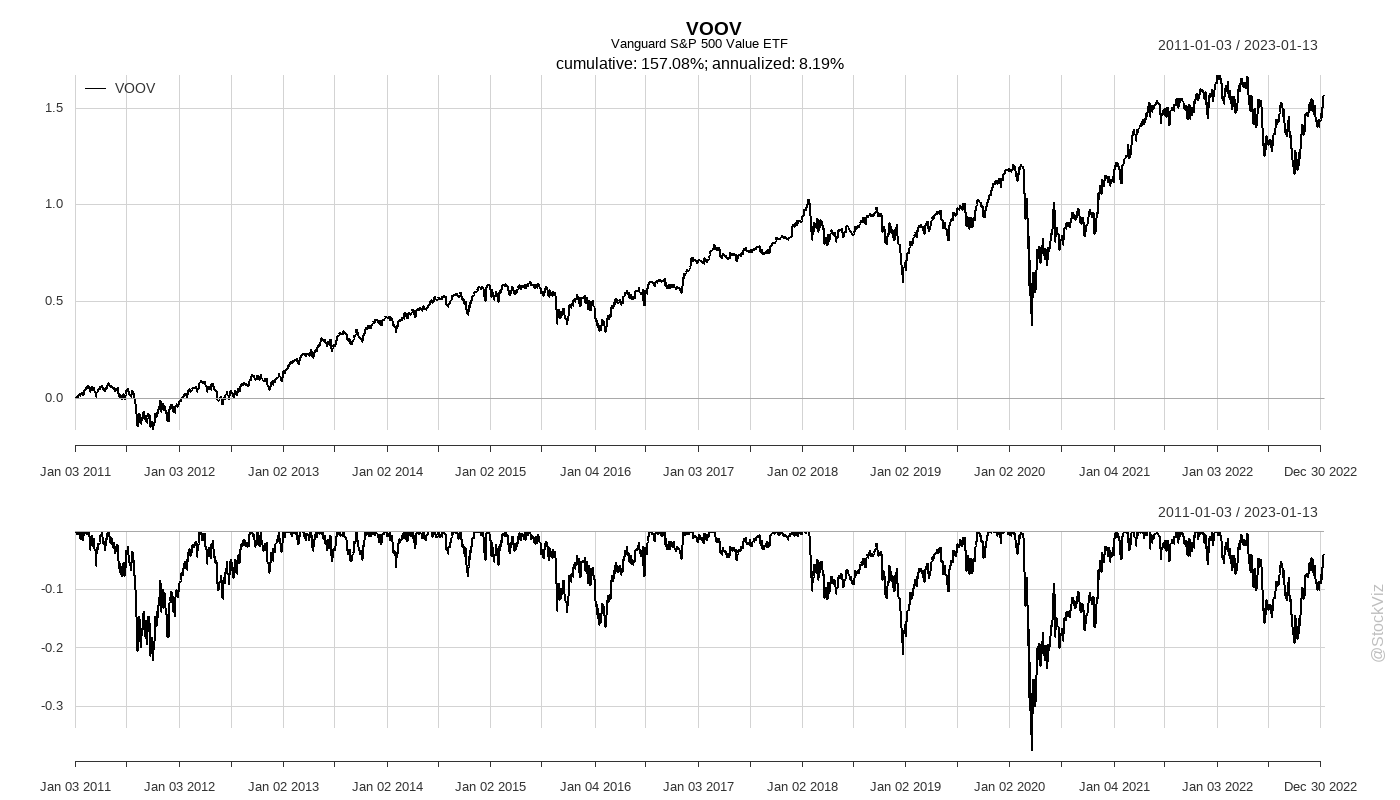 VOOV
Vanguard S&P 500 Value ETF
2011-01-03 / 2023-01-13
cumulative: 157.08%; annualized: 8.19%
VOOV
1.5
1.0
0.5
0.0
Jan 03 2011 Jan 03 2012 Jan 02 2013 Jan 02 2014 Jan 02 2015 Jan 04 2016 Jan 03 2017 Jan 02 2018 Jan 02 2019 Jan 02 2020 Jan 04 2021 Jan 03 2022 Dec 30 2022
2011-01-03 / 2023-01-13
-0.1
-0.2
-0.3
@StockViz
Jan 03 2011 Jan 03 2012 Jan 02 2013 Jan 02 2014 Jan 02 2015 Jan 04 2016 Jan 03 2017 Jan 02 2018 Jan 02 2019 Jan 02 2020 Jan 04 2021 Jan 03 2022 Dec 30 2022